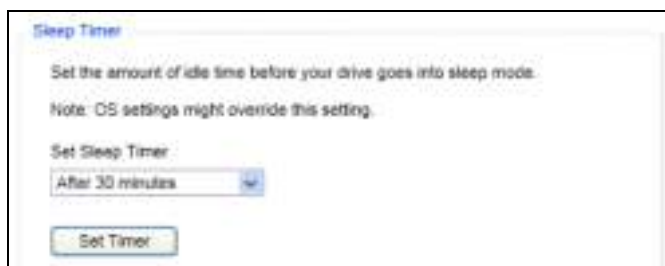 Sleep Timer
Set the amount of idle time before your drive goes into sleep mode.
Note: OS settings might override this setting.
Set Sleep Timer
After 30 minutes
Set Timer